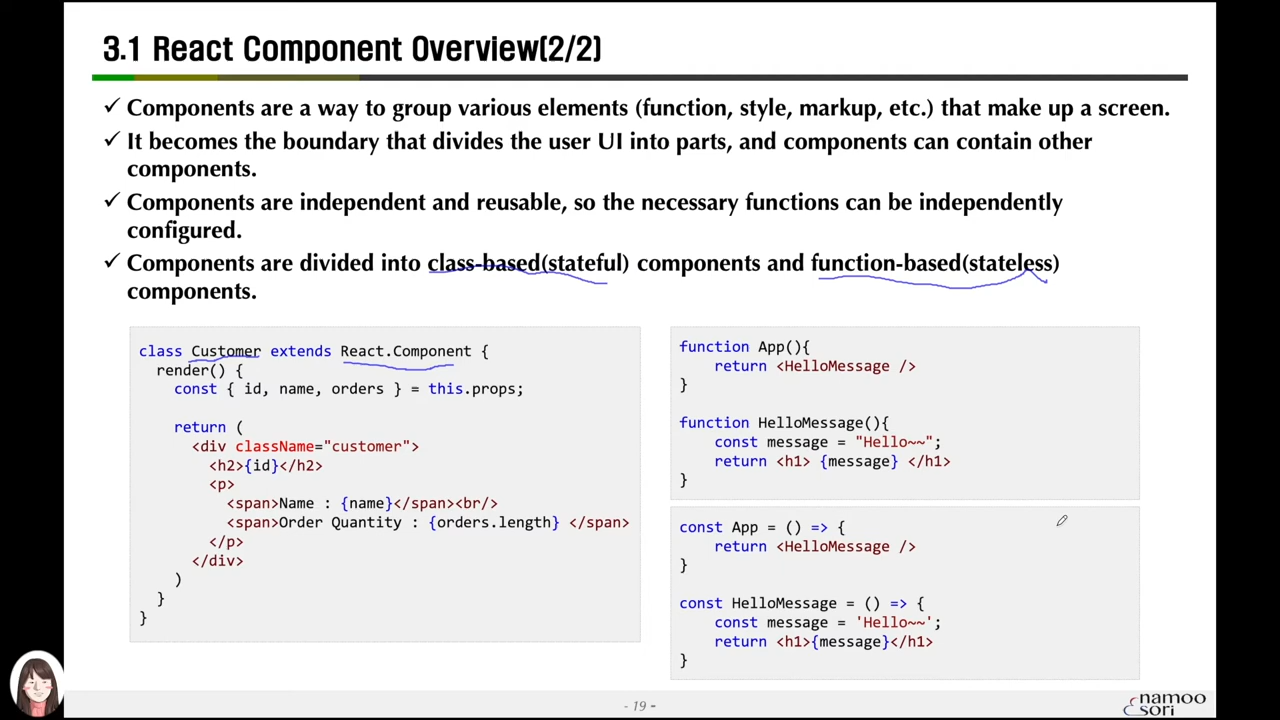 3.1 React Component Overview(2/2)
✓ Components are a way to group various elements (function, style, markup, etc.) that make up a screen.
✓ It becomes the boundary that divides the user UI into parts, and components can contain other
components.
✓ Components are independent and reusable, so the necessary functions can be independently
configured.
✓ Components are divided into class-based(stateful) components and function-based(stateless)
components.
class Customer extends React.Component {
  render() {
    const { id, name, orders } = this.props;

    return (
      <div className="customer">
        <h2>{id}</h2>
        <p>
          <span>Name : {name}</span><br/>
          <span>Order Quantity : {orders.length} </span>
        </p>
      </div>
    )
  }
}
function App(){
    return <HelloMessage />
}

function HelloMessage(){
    const message = "Hello~~";
    return <h1> {message} </h1>
}
const App = () => {
    return <HelloMessage />
}

const HelloMessage = () => {
    const message = 'Hello~~';
    return <h1>{message}</h1>
}
- 19 -
namoo
sori